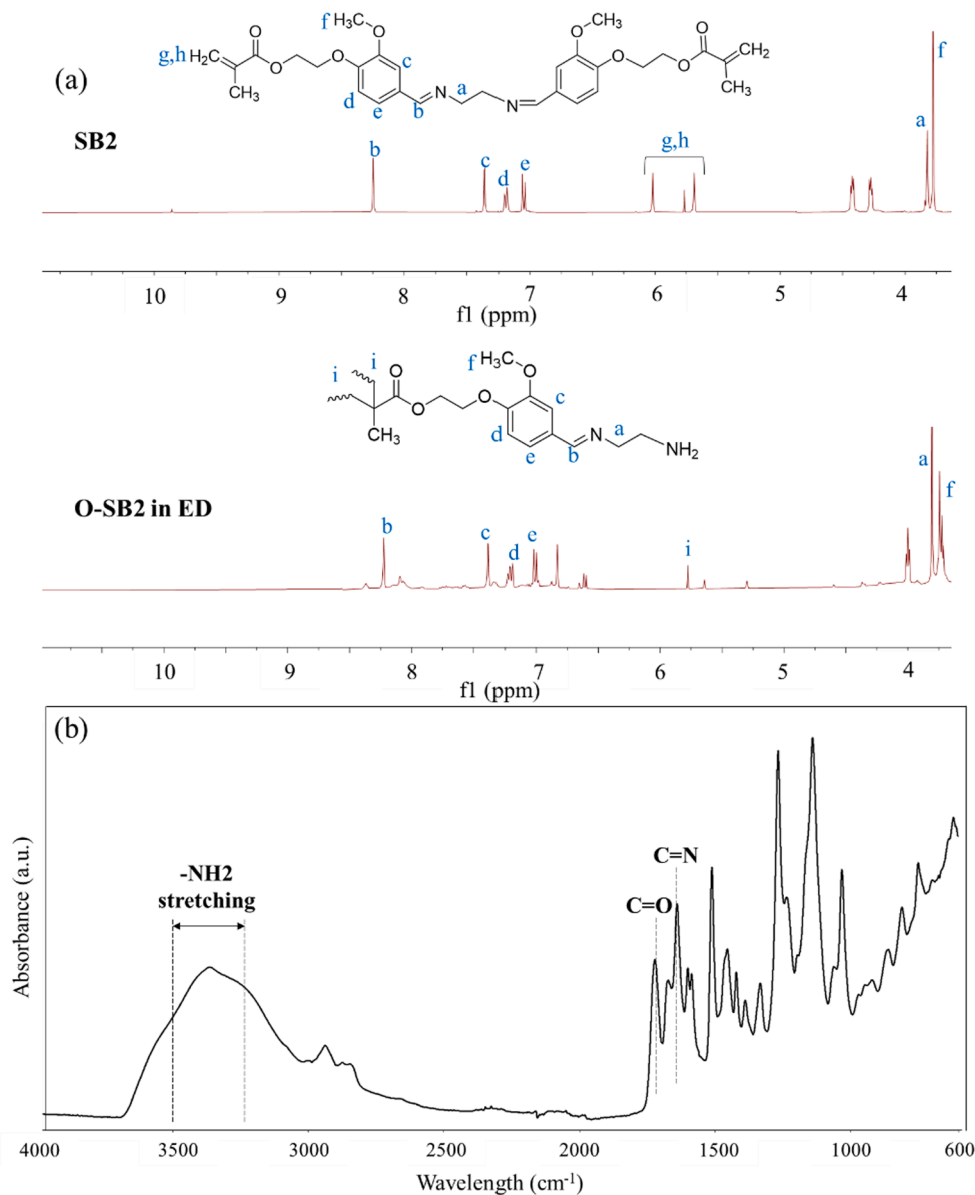 (a)
SB2
f H₃C
O
O
O
O
g,h H₂C
CH₃
c
d
e
b
N
a
N
CH₃
O
O
O
O
CH₂
CH₃
b
c
d
e
g,h
a
f
10 9 8 7 6 5 4
f1 (ppm)
O-SB2 in ED
i
i
O
O
CH₃
f H₃C
O
O
c
d
e
b
N
a
NH₂
b
c
d
e
i
a
f
10 9 8 7 6 5 4
f1 (ppm)
(b)
Absorbance (a.u.)
-NH2
stretching
C=N
C=O
4000 3500 3000 2500 2000 1500 1000 600
Wavelength (cm⁻¹)